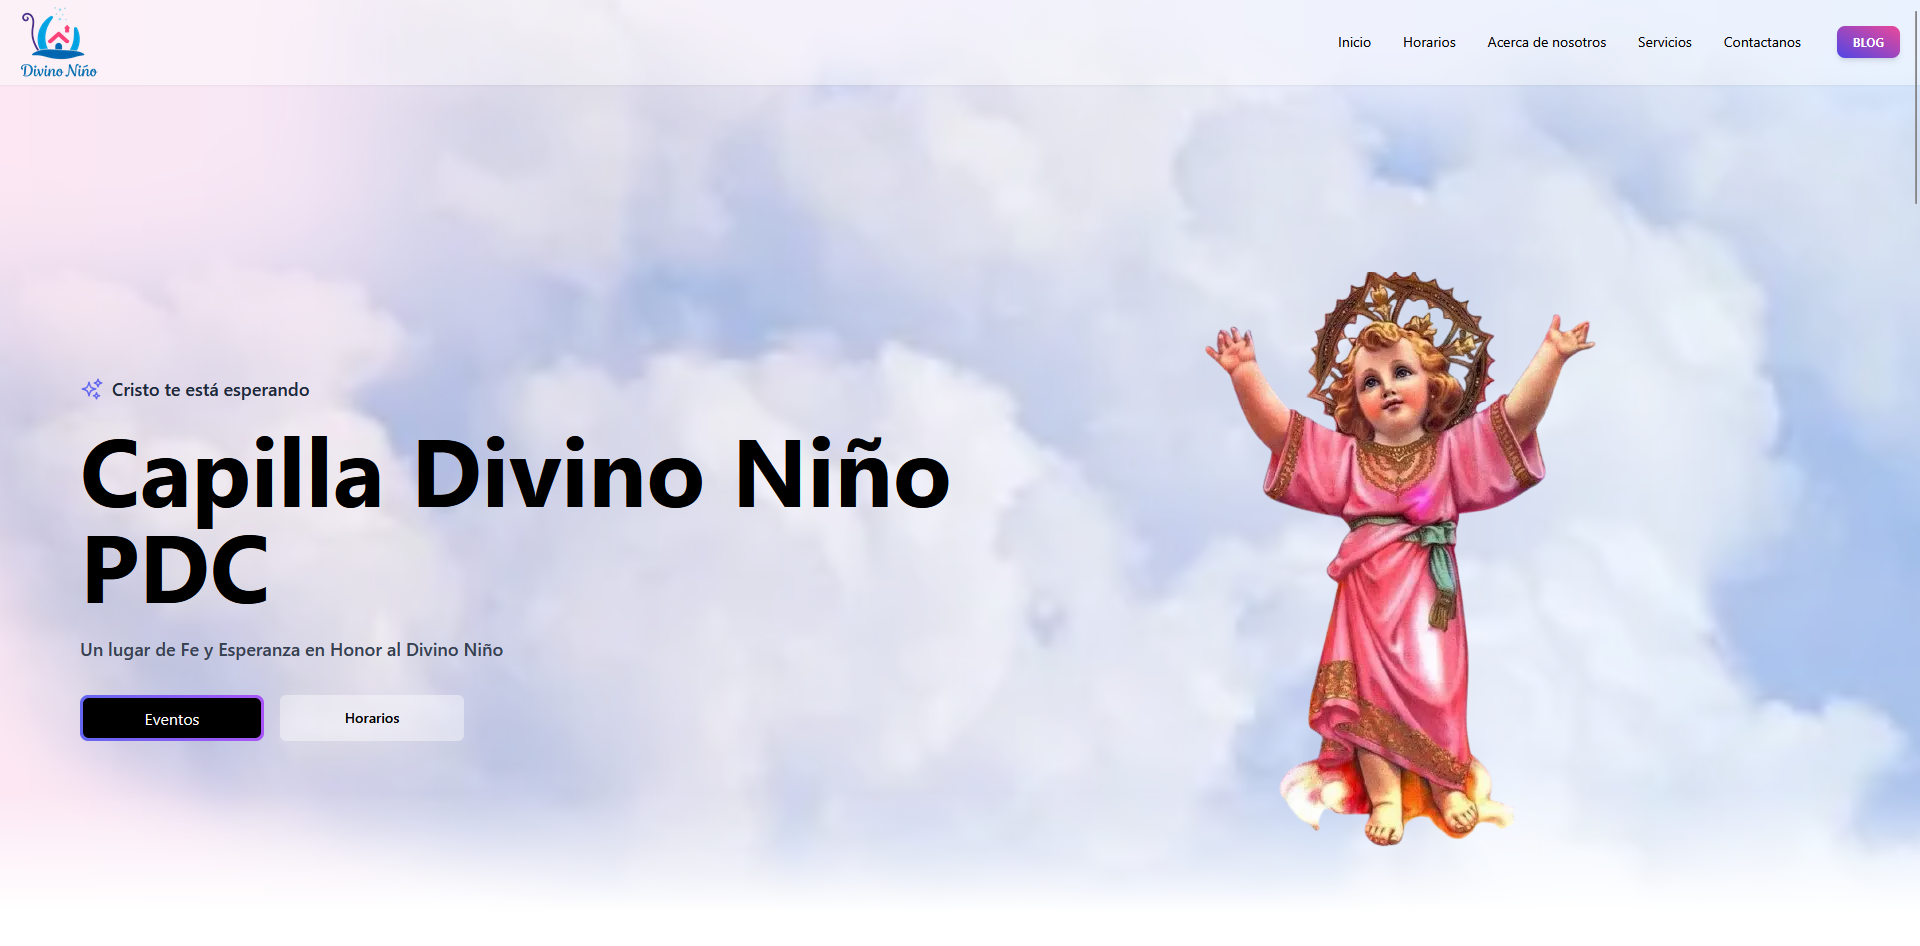 Divino Niño
Inicio
Horarios
Acerca de nosotros
Servicios
Contactanos
BLOG
Cristo te está esperando
Capilla Divino Niño
PDC
Un lugar de Fe y Esperanza en Honor al Divino Niño
Eventos
Horarios